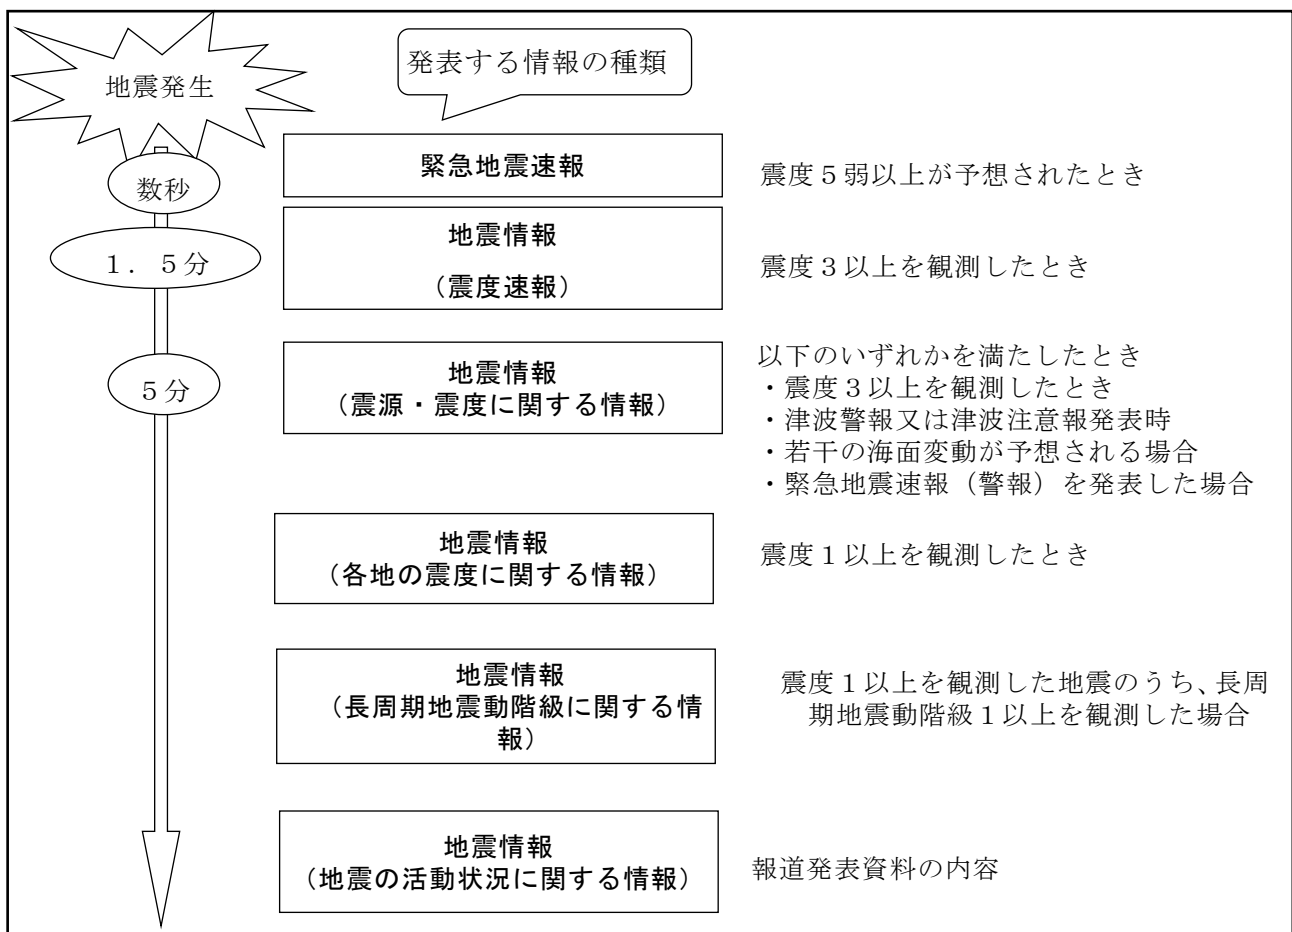 地震発生
発表する情報の種類
数秒
緊急地震速報
震度５弱以上が予想されたとき
１．５分
地震情報
（震度速報）
震度３以上を観測したとき
５分
地震情報
（震源・震度に関する情報）
以下のいずれかを満たしたとき
・震度３以上を観測したとき
・津波警報又は津波注意報発表時
・若干の海面変動が予想される場合
・緊急地震速報（警報）を発表した場合
地震情報
（各地の震度に関する情報）
震度１以上を観測したとき
地震情報
（長周期地震動階級に関する情
報）
震度１以上を観測した地震のうち、長周
期地震動階級１以上を観測した場合
地震情報
（地震の活動状況に関する情報）
報道発表資料の内容